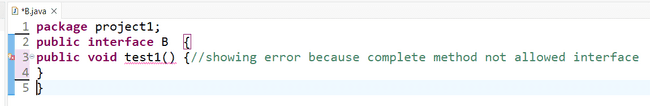 *B.java
1 package project1;
2 public interface B {
3 public void test1() {//showing error because complete method not allowed interface
4 }
5 }